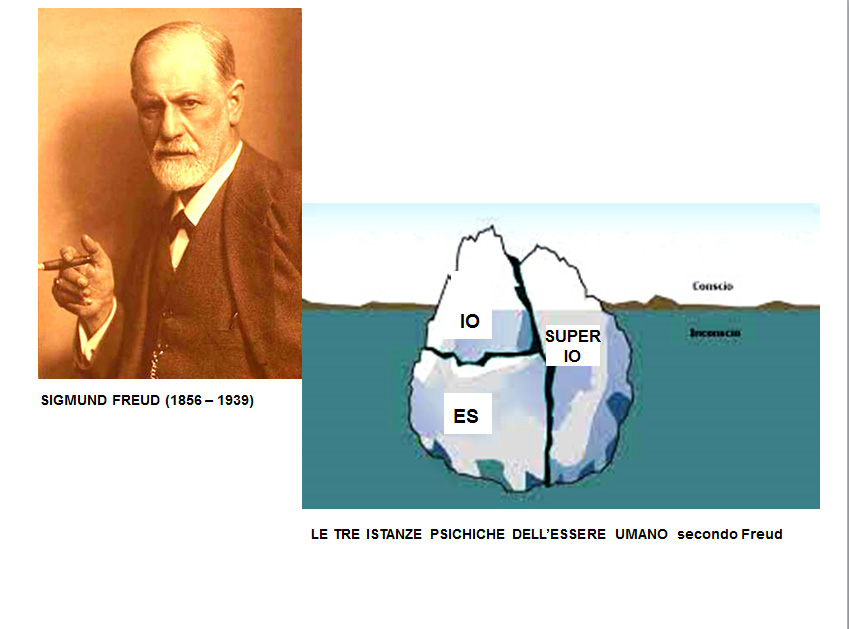 Conscio
Inconscio
IO
SUPER
IO
ES
SIGMUND FREUD (1856 – 1939)
LE TRE ISTANZE PSICHICHE DELL’ESSERE UMANO secondo Freud